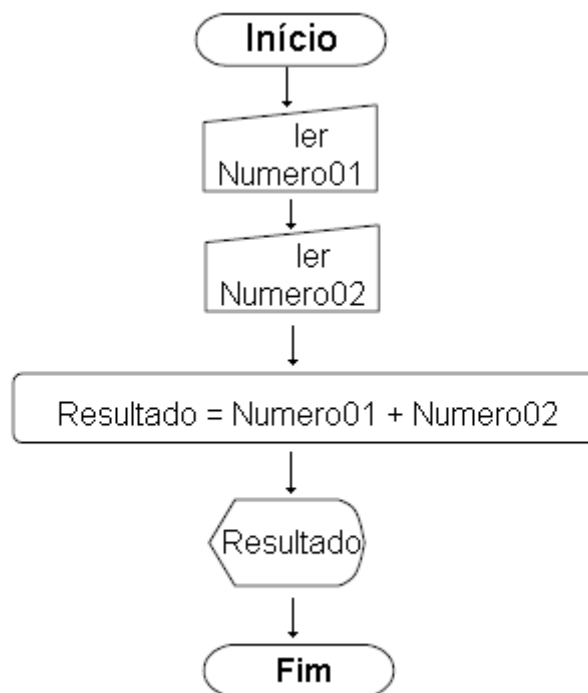 Início
ler
Numero01
ler
Numero02
Resultado = Numero01 + Numero02
Resultado
Fim